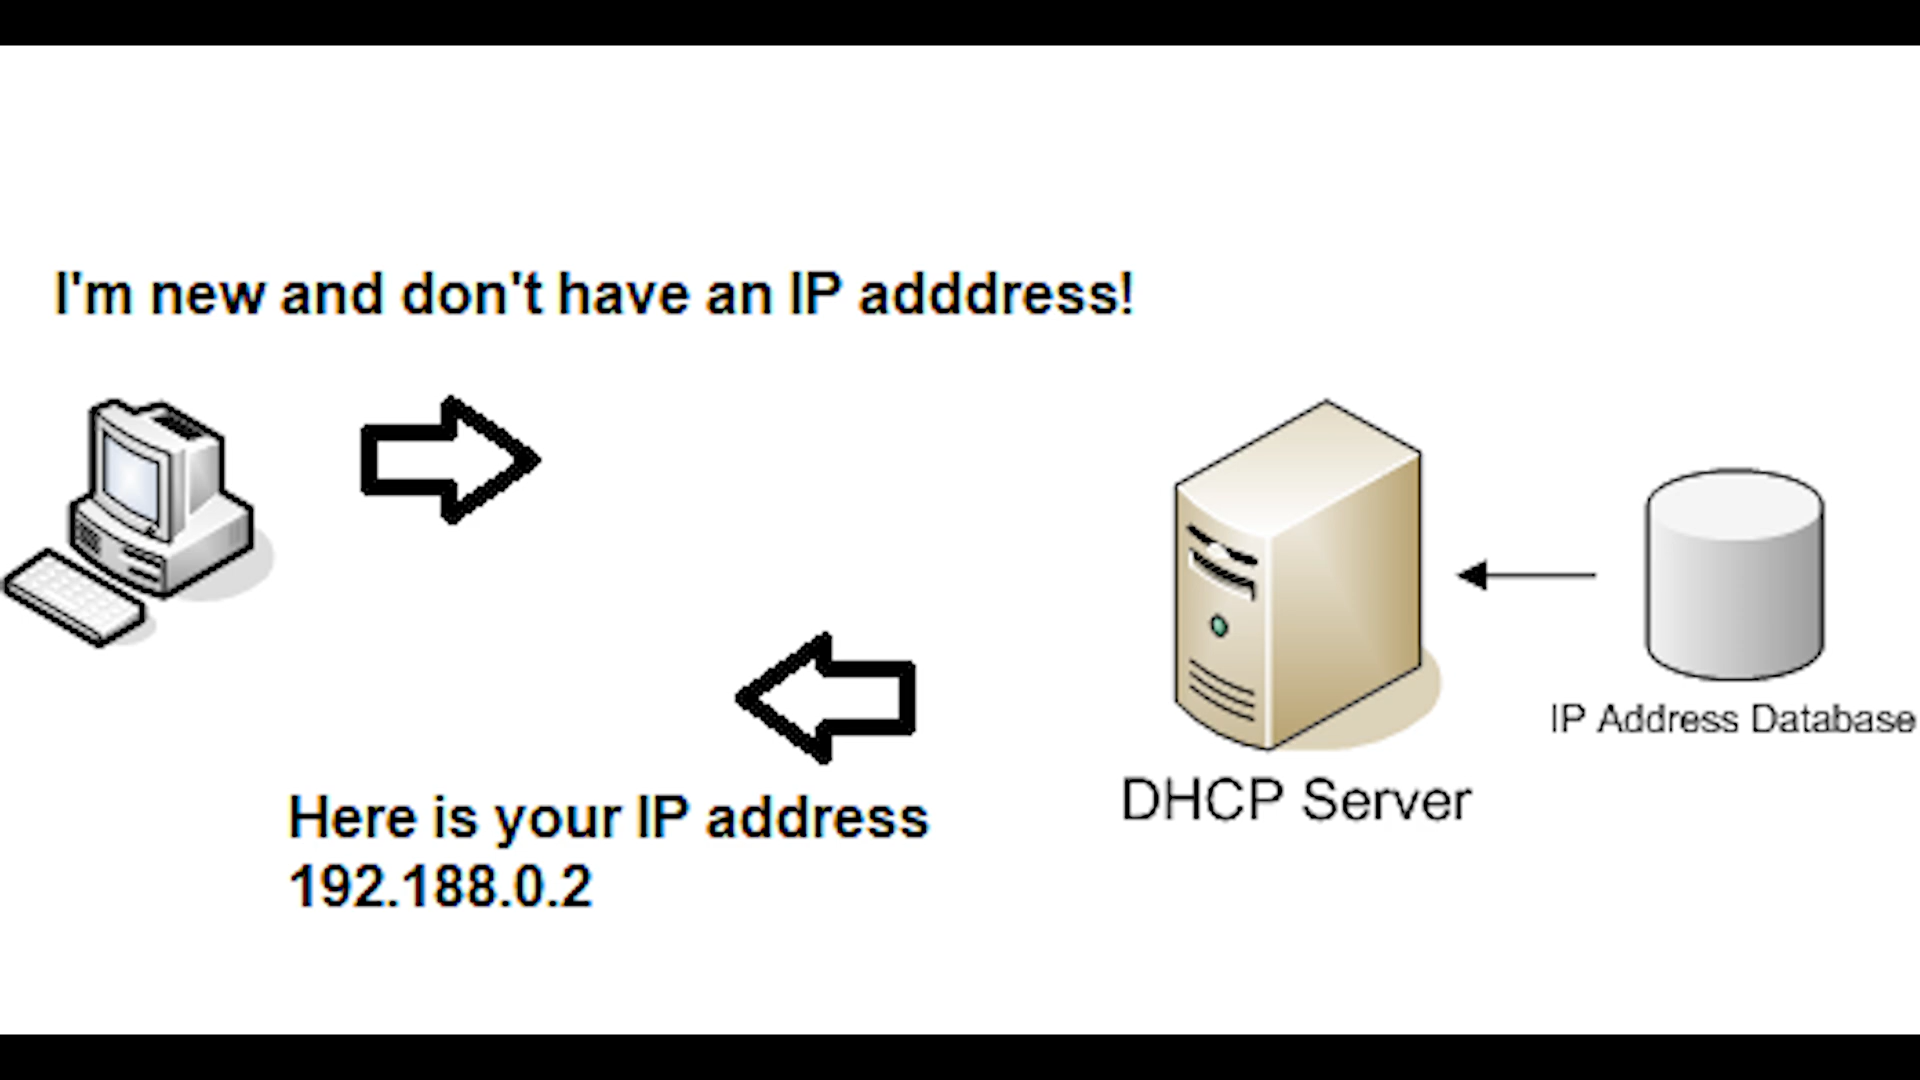 I'm new and don't have an IP adddress!
Here is your IP address
192.188.0.2
DHCP Server
IP Address Database